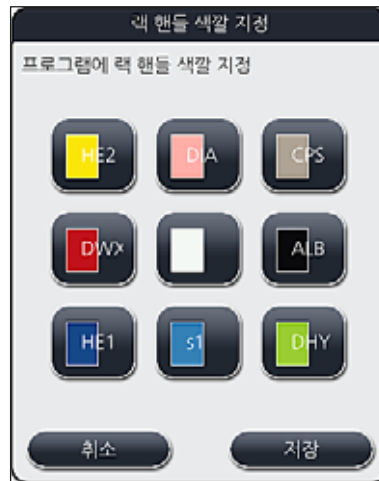 랙 핸들 색깔 지정
프로그램에 랙 핸들 색깔 지정
HE2 DIA CPS
DWX ALB
HE1 s1 DHY
취소 저장